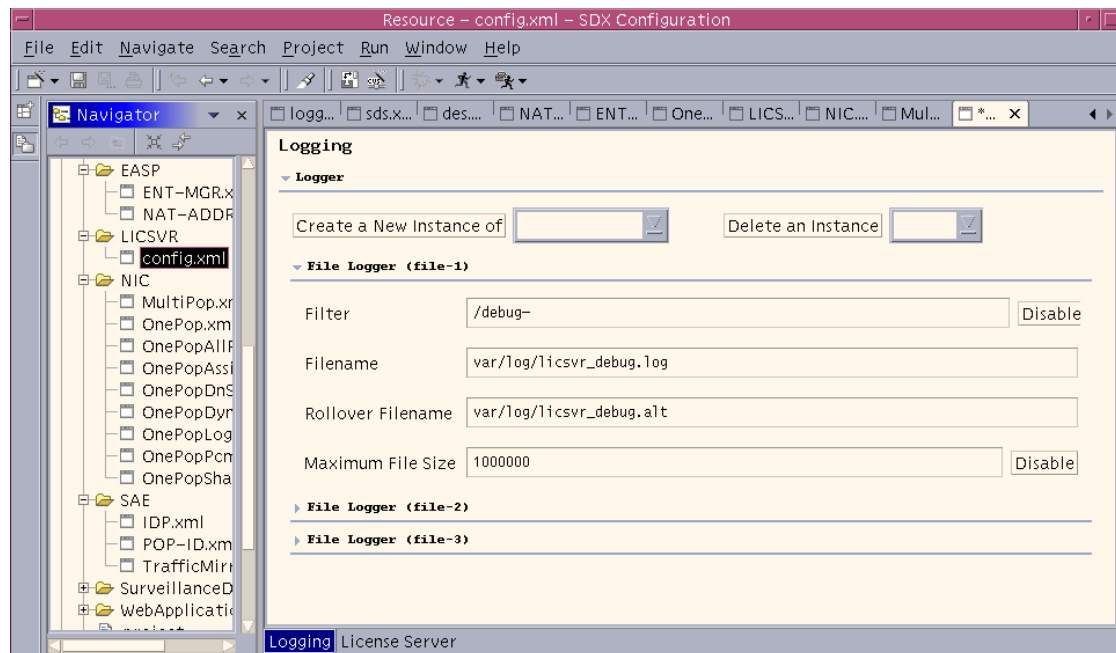 Resource – config.xml – SDX Configuration
File Edit Navigate Search Project Run Window Help
Navigator
logg... sds.x... des.... NAT... ENT... One... LICS... NIC.... Mul... *...
EASP
ENT-MGR.x
NAT-ADDR
LICSVR
config.xml
NIC
MultiPop.xr
OnePop.xm
OnePopAllF
OnePopAssi
OnePopDnS
OnePopDyr
OnePopLog
OnePopPcm
OnePopSha
SAE
IDP.xml
POP-ID.xm
TrafficMirr
SurveillanceD
WebApplicatio
Logging
Logger
Create a New Instance of
Delete an Instance
File Logger (file-1)
Filter /debug- Disable
Filename var/log/licsvr_debug.log
Rollover Filename var/log/licsvr_debug.alt
Maximum File Size 1000000 Disable
File Logger (file-2)
File Logger (file-3)
Logging License Server